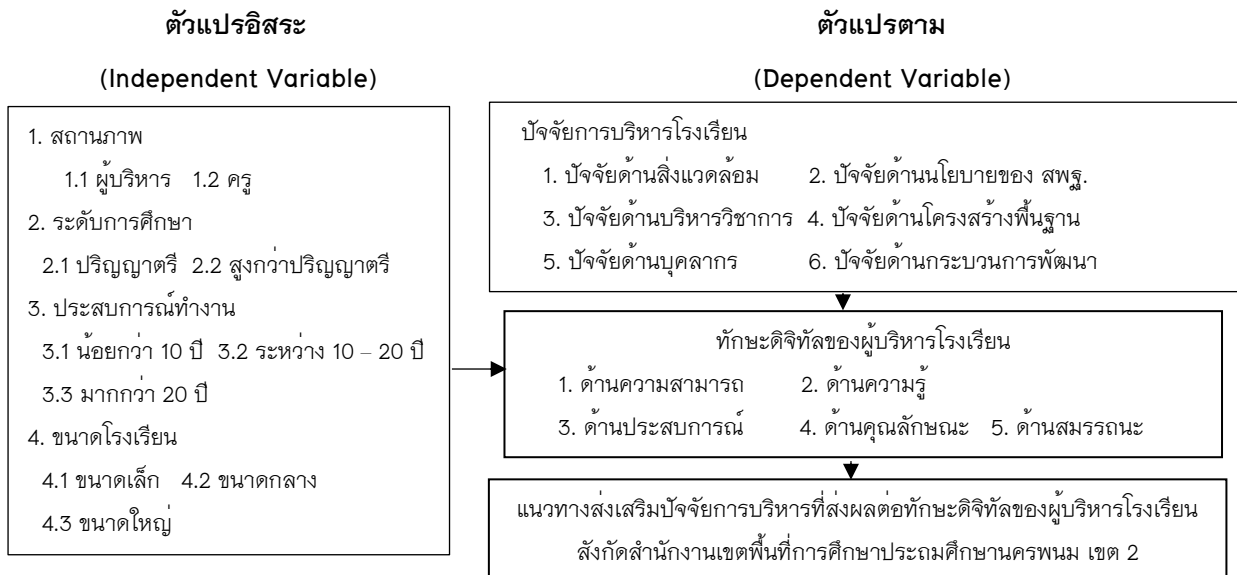 ตัวแปรอิสระ
(Independent Variable)
1. สถานภาพ
1.1 ผู้บริหาร 1.2 ครู
2. ระดับการศึกษา
2.1 ปริญญาตรี 2.2 สูงกว่าปริญญาตรี
3. ประสบการณ์ทำงาน
3.1 น้อยกว่า 10 ปี 3.2 ระหว่าง 10 – 20 ปี
3.3 มากกว่า 20 ปี
4. ขนาดโรงเรียน
4.1 ขนาดเล็ก 4.2 ขนาดกลาง
4.3 ขนาดใหญ่
ตัวแปรตาม
(Dependent Variable)
ปัจจัยการบริหารโรงเรียน
1. ปัจจัยด้านสิ่งแวดล้อม 2. ปัจจัยด้านนโยบายของ สพฐ.
3. ปัจจัยด้านบริหารวิชาการ 4. ปัจจัยด้านโครงสร้างพื้นฐาน
5. ปัจจัยด้านบุคลากร 6. ปัจจัยด้านกระบวนการพัฒนา
ทักษะดิจิทัลของผู้บริหารโรงเรียน
1. ด้านความสามารถ 2. ด้านความรู้
3. ด้านประสบการณ์ 4. ด้านคุณลักษณะ 5. ด้านสมรรถนะ
แนวทางส่งเสริมปัจจัยการบริหารที่ส่งผลต่อทักษะดิจิทัลของผู้บริหารโรงเรียน
สังกัดสำนักงานเขตพื้นที่การศึกษาประถมศึกษานครพนม เขต 2